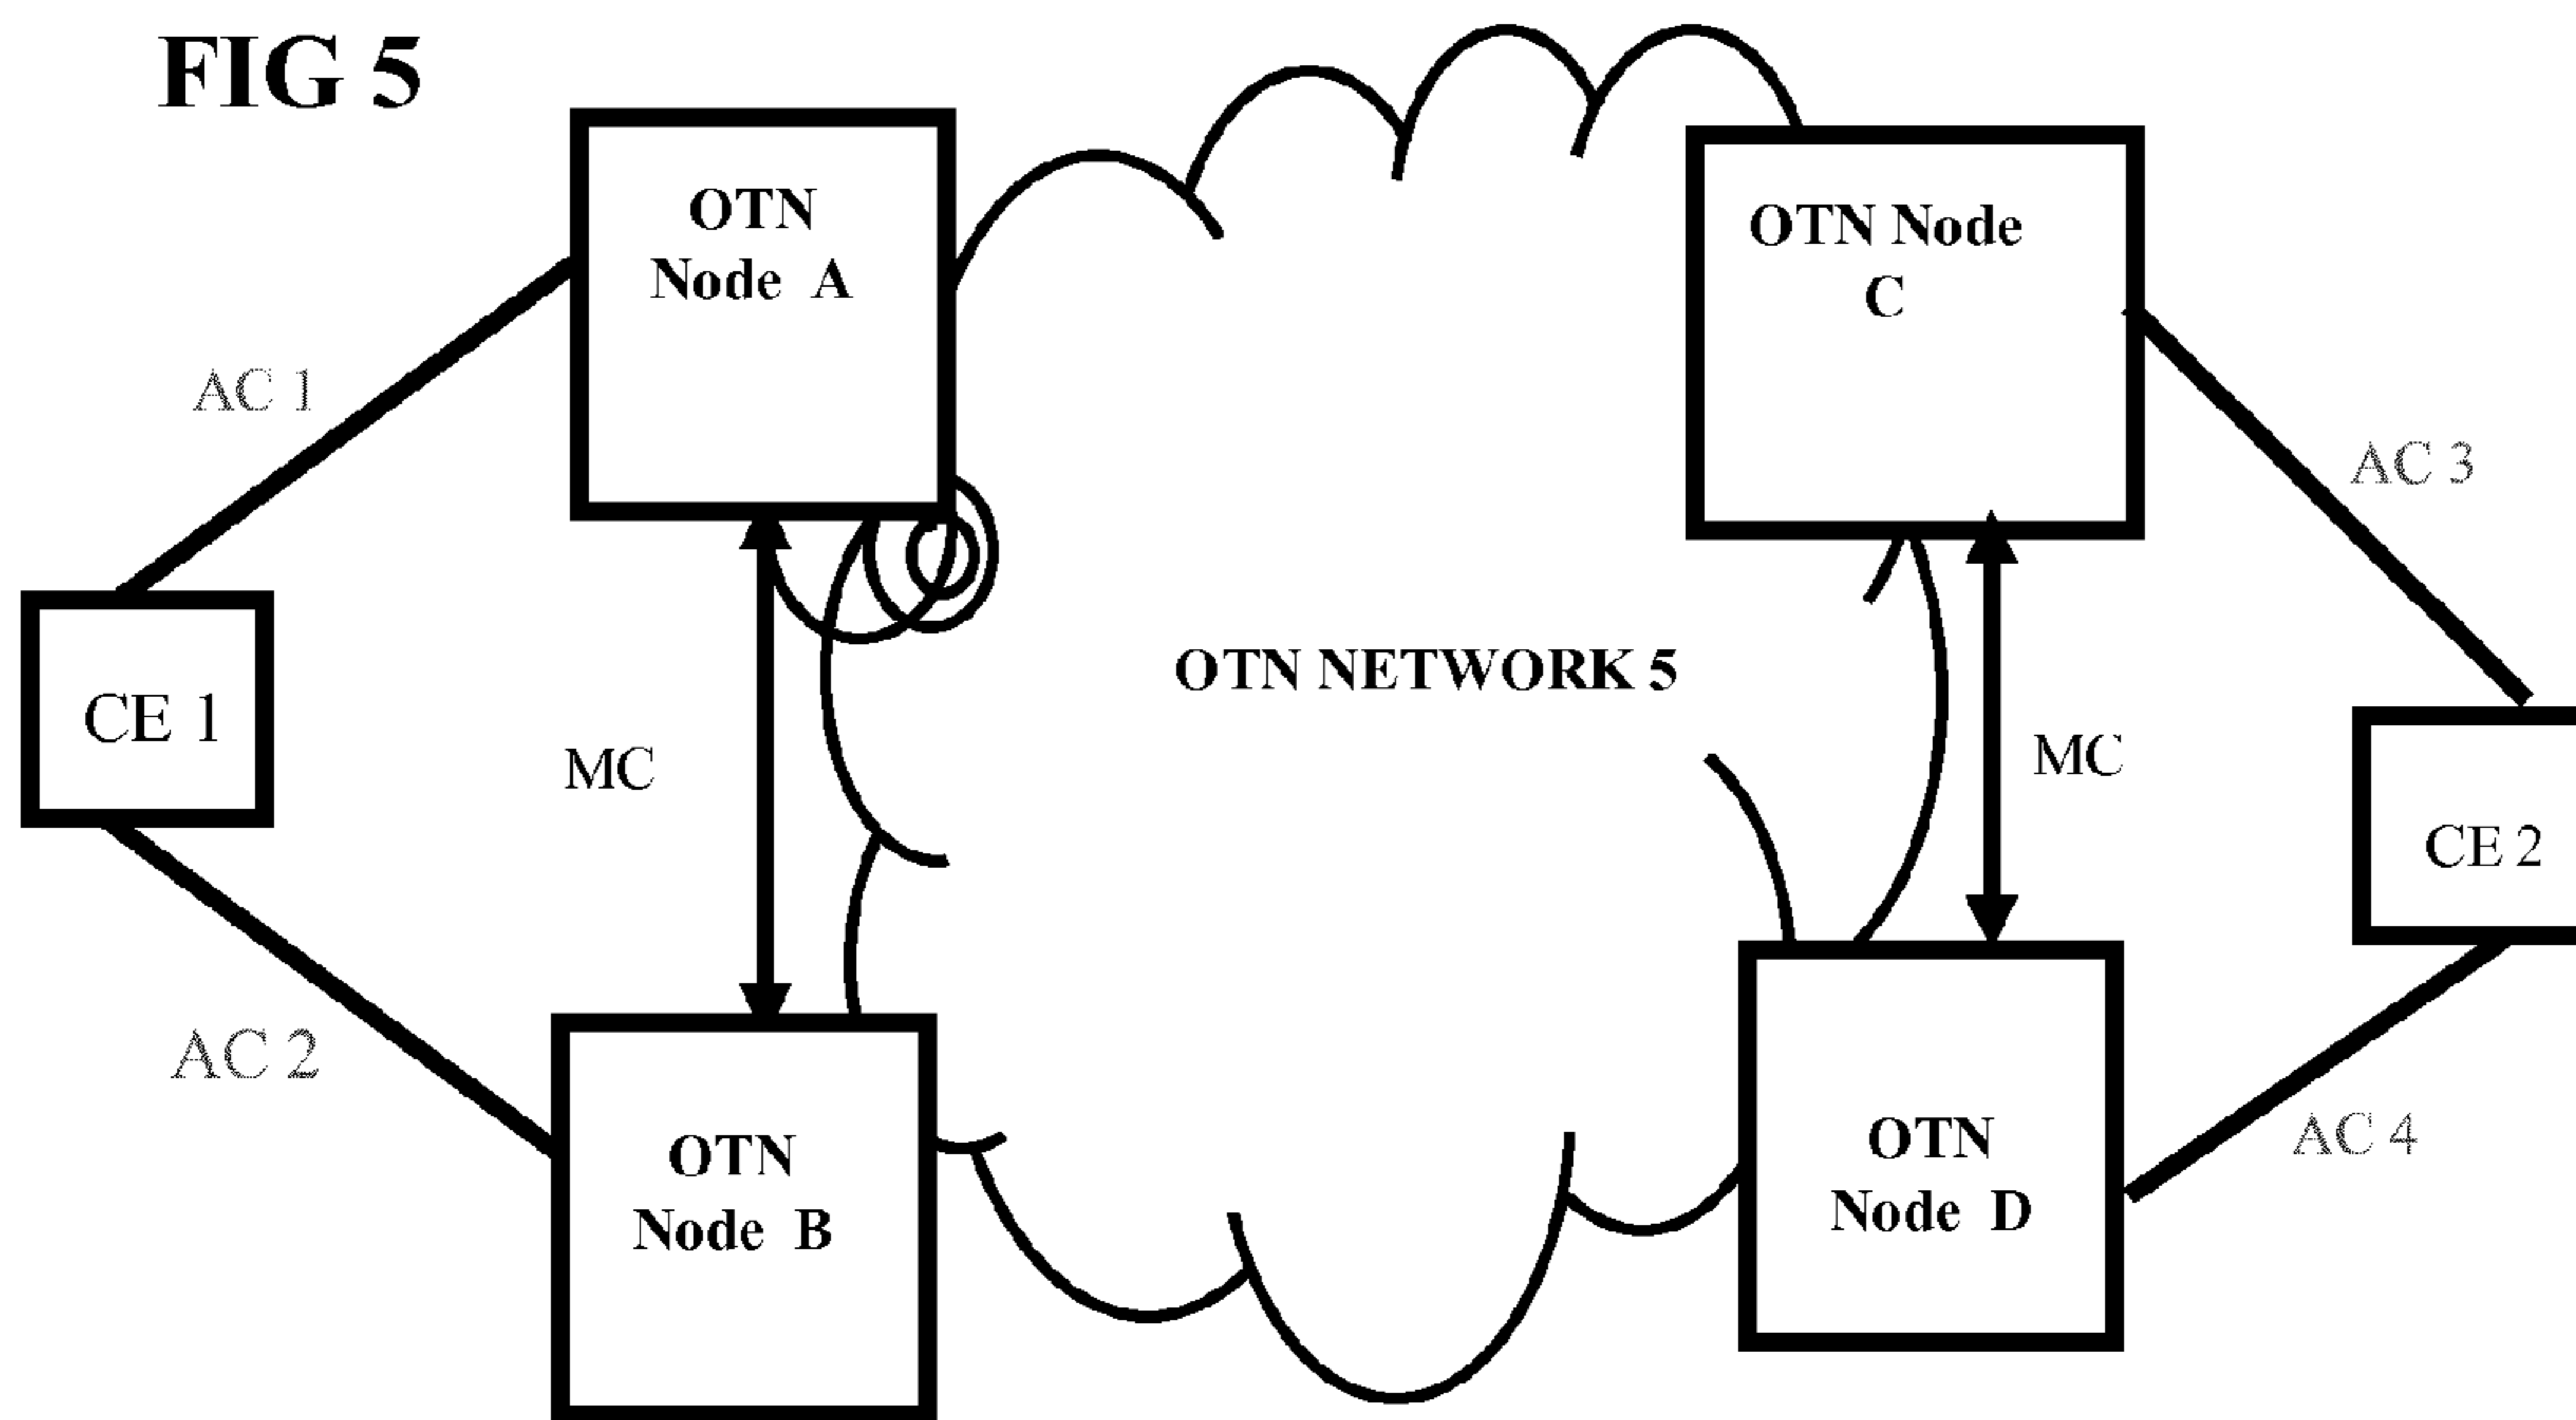 FIG 5
OTN
Node A
OTN Node
C
AC 1
AC 3
OTN NETWORK 5
CE 1
MC
MC
CE 2
AC 2
OTN
Node B
OTN
Node D
AC 4